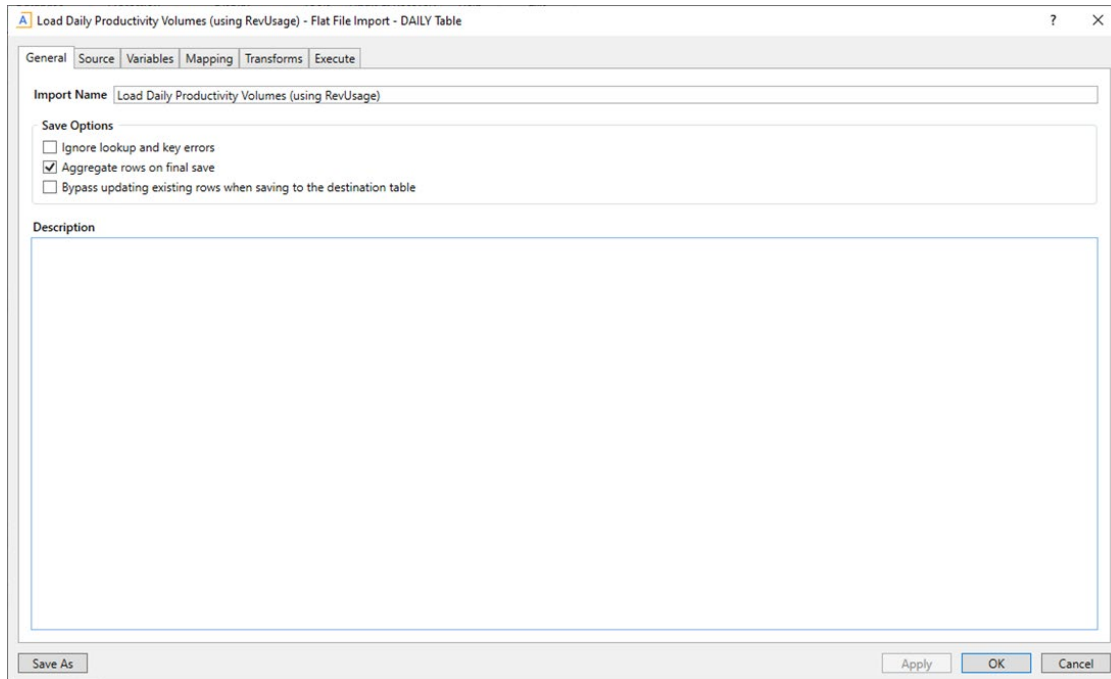 A Load Daily Productivity Volumes (using RevUsage) - Flat File Import - DAILY Table ? ×
General Source Variables Mapping Transforms Execute
Import Name Load Daily Productivity Volumes (using RevUsage)
Save Options
Ignore lookup and key errors
Aggregate rows on final save
Bypass updating existing rows when saving to the destination table
Description
Save As Apply OK Cancel